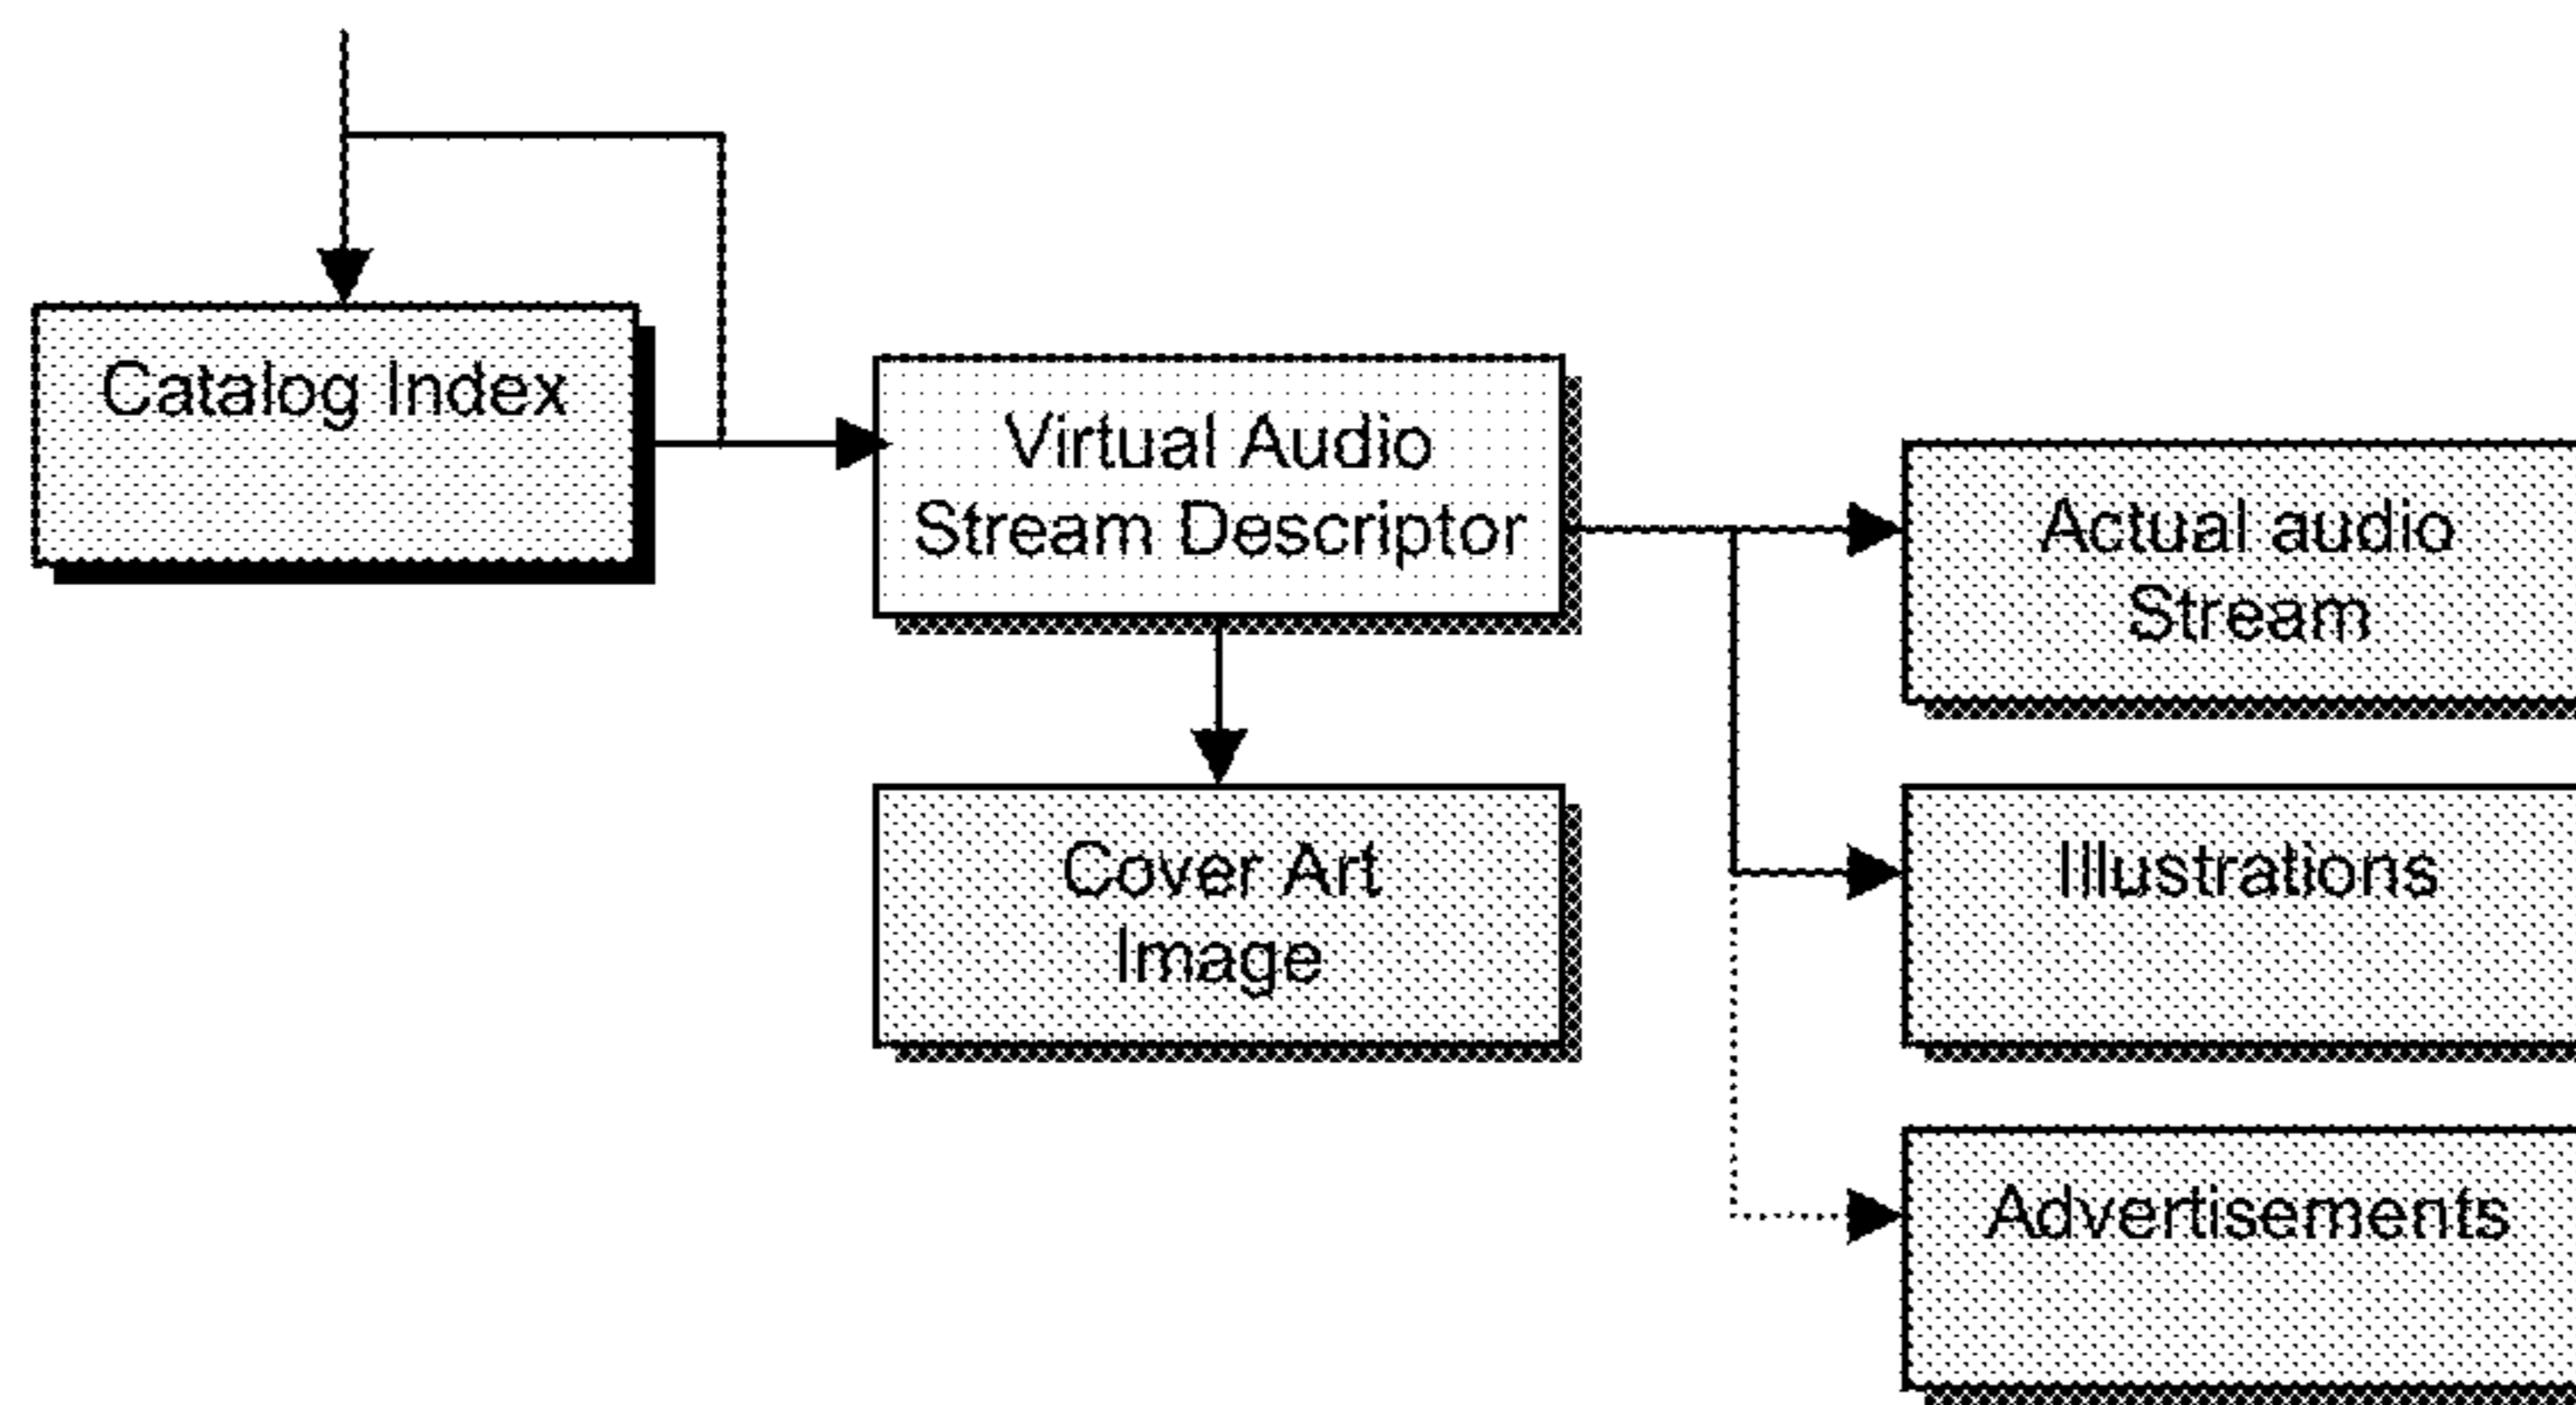 Catalog Index
Virtual Audio
Stream Descriptor
Actual audio
Stream
Cover Art
Image
Illustrations
Advertisements